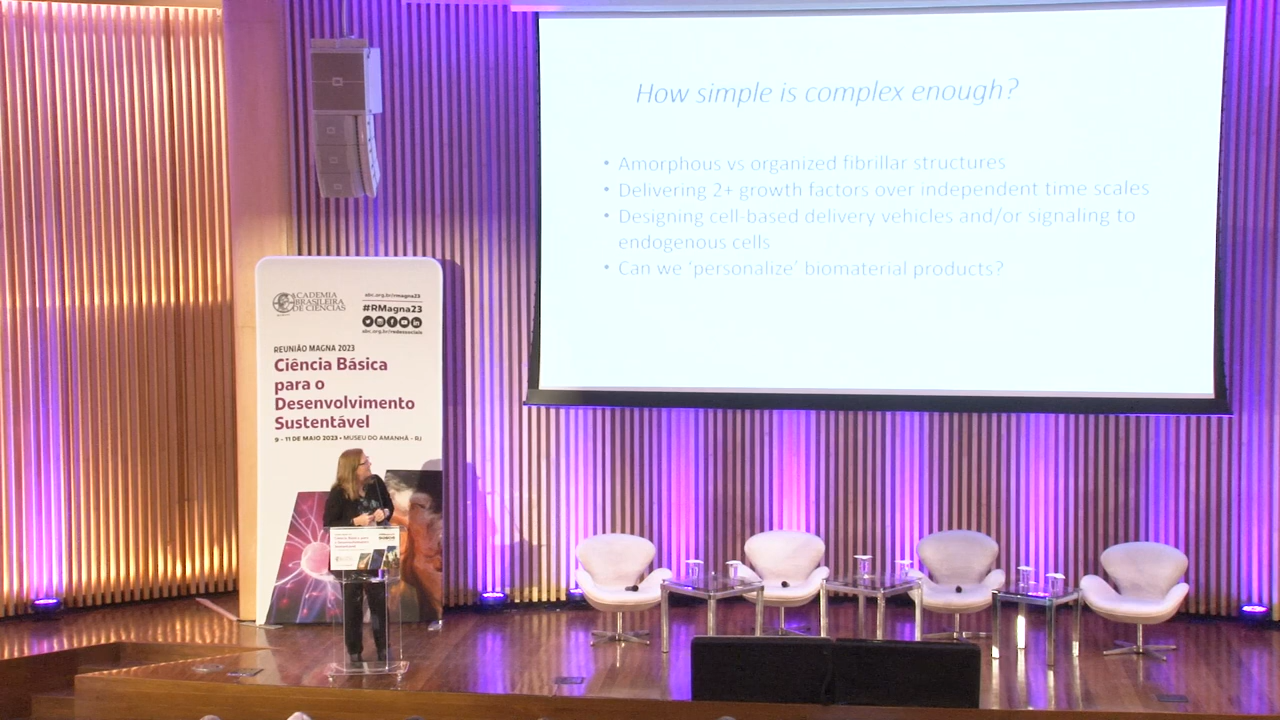 How simple is complex enough?
• Amorphous vs organized fibrillar structures
• Delivering 2+ growth factors over independent time scales
• Designing cell-based delivery vehicles and/or signaling to
endogenous cells
• Can we ‘personalize’ biomaterial products?
ACADEMIA
BRASILEIRA
DE CIÊNCIAS
abc.org.br/rmagna23
#RMagna23
abc.org.br/redessociais
REUNIÃO MAGNA 2023
Ciência Básica
para o
Desenvolvimento
Sustentável
9 - 11 DE MAIO 2023 • MUSEU DO AMANHÃ - RJ